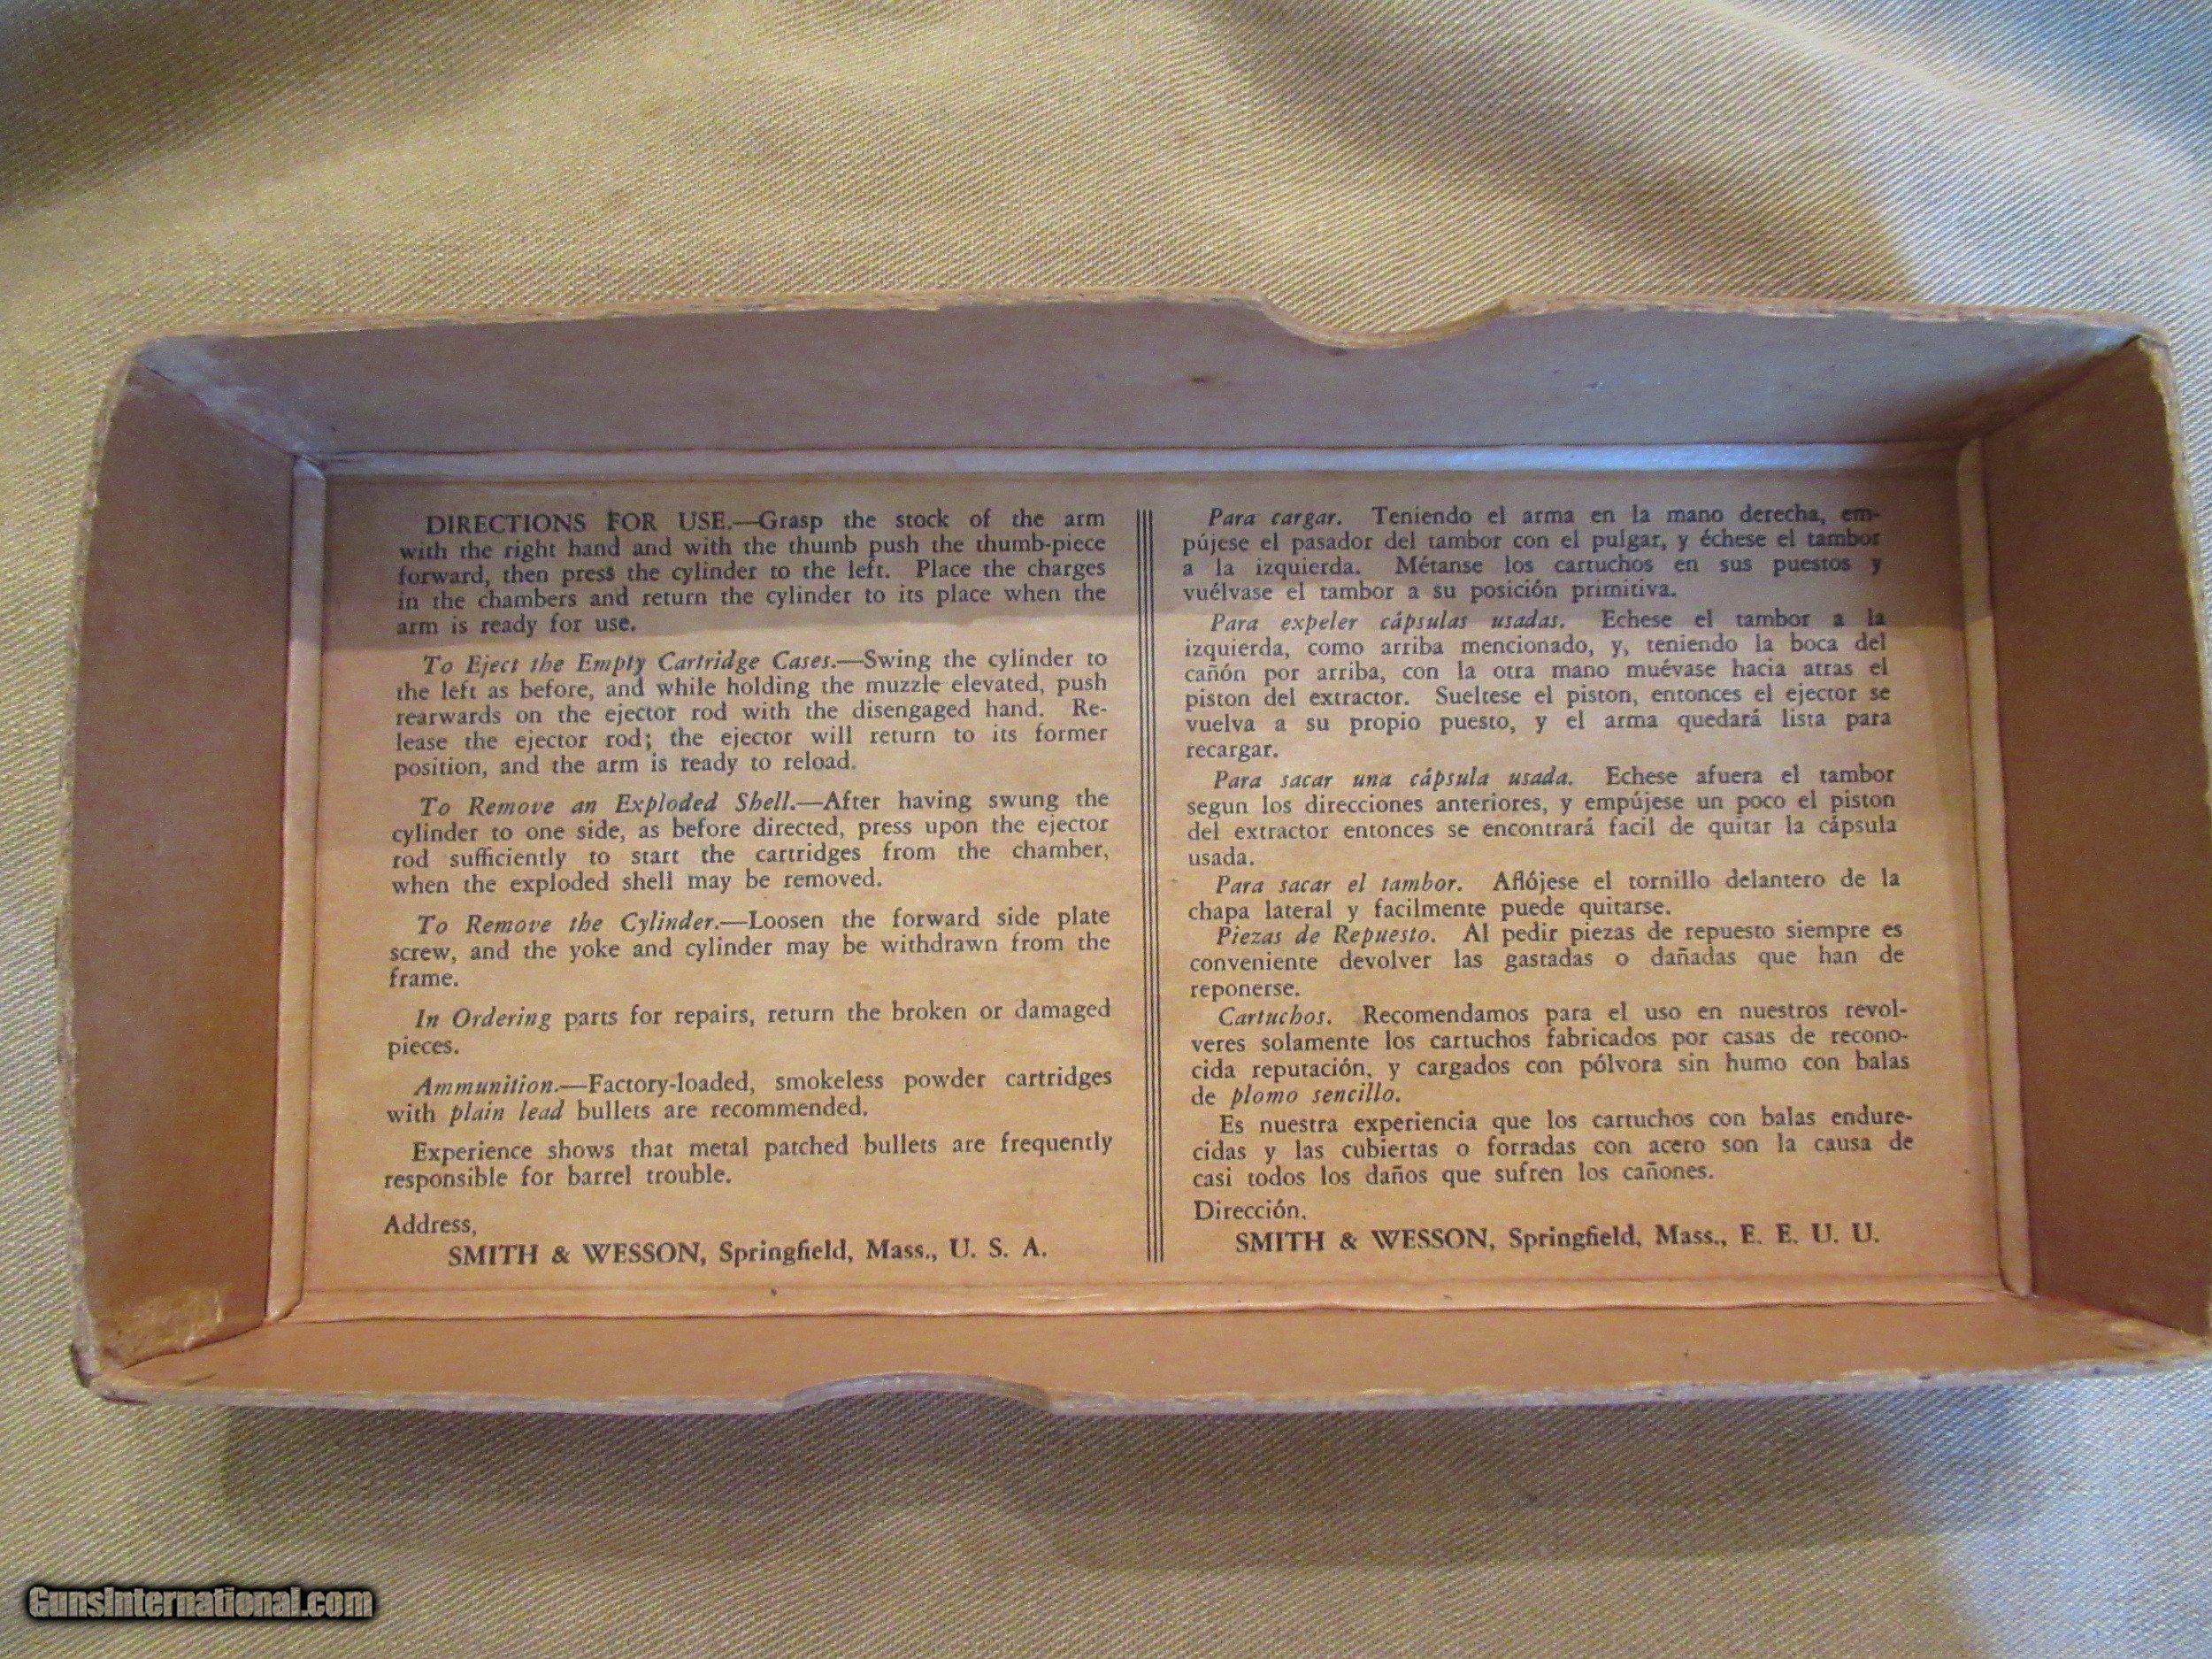 DIRECTIONS FOR USE.—Grasp the stock of the arm
with the right hand and with the thumb push the thumb-piece
forward, then press the cylinder to the left. Place the charges
in the chambers and return the cylinder to its place when the
arm is ready for use.
To Eject the Empty Cartridge Cases.—Swing the cylinder to
the left as before, and while holding the muzzle elevated, push
rearwards on the ejector rod with the disengaged hand. Re-
lease the ejector rod; the ejector will return to its former
position, and the arm is ready to reload.
To Remove an Exploded Shell.—After having swung the
cylinder to one side, as before directed, press upon the ejector
rod sufficiently to start the cartridges from the chamber,
when the exploded shell may be removed.
To Remove the Cylinder.—Loosen the forward side plate
screw, and the yoke and cylinder may be withdrawn from the
frame.
In Ordering parts for repairs, return the broken or damaged
pieces.
Ammunition.—Factory-loaded, smokeless powder cartridges
with plain lead bullets are recommended.
Experience shows that metal patched bullets are frequently
responsible for barrel trouble.
Address,
SMITH & WESSON, Springfield, Mass., U. S. A.
Para cargar. Teniendo el arma en la mano derecha, em-
pújese el pasador del tambor con el pulgar, y échese el tambor
a la izquierda. Métanse los cartuchos en sus puestos y
vuélvase el tambor a su posición primitiva.
Para expeler cápsulas usadas. Echese el tambor a la
izquierda, como arriba mencionado, y, teniendo la boca del
cañón por arriba, con la otra mano muévase hacia atras el
piston del extractor. Sueltese el piston, entonces el ejector se
vuelva a su propio puesto, y el arma quedará lista para
recargar.
Para sacar una cápsula usada. Echese afuera el tambor
segun los direcciones anteriores, y empújese un poco el piston
del extractor entonces se encontrará facil de quitar la cápsula
usada.
Para sacar el tambor. Aflójese el tornillo delantero de la
chapa lateral y facilmente puede quitarse.
Piezas de Repuesto. Al pedir piezas de repuesto siempre es
conveniente devolver las gastadas o dañadas que han de
reponerse.
Cartuchos. Recomendamos para el uso en nuestros revol-
veres solamente los cartuchos fabricados por casas de recono-
cida reputación, y cargados con pólvora sin humo con balas
de plomo sencillo.
Es nuestra experiencia que los cartuchos con balas endure-
cidas y las cubiertas o forradas con acero son la causa de
casi todos los daños que sufren los cañones.
Dirección,
SMITH & WESSON, Springfield, Mass., E. E. U. U.
GunsInternational.com